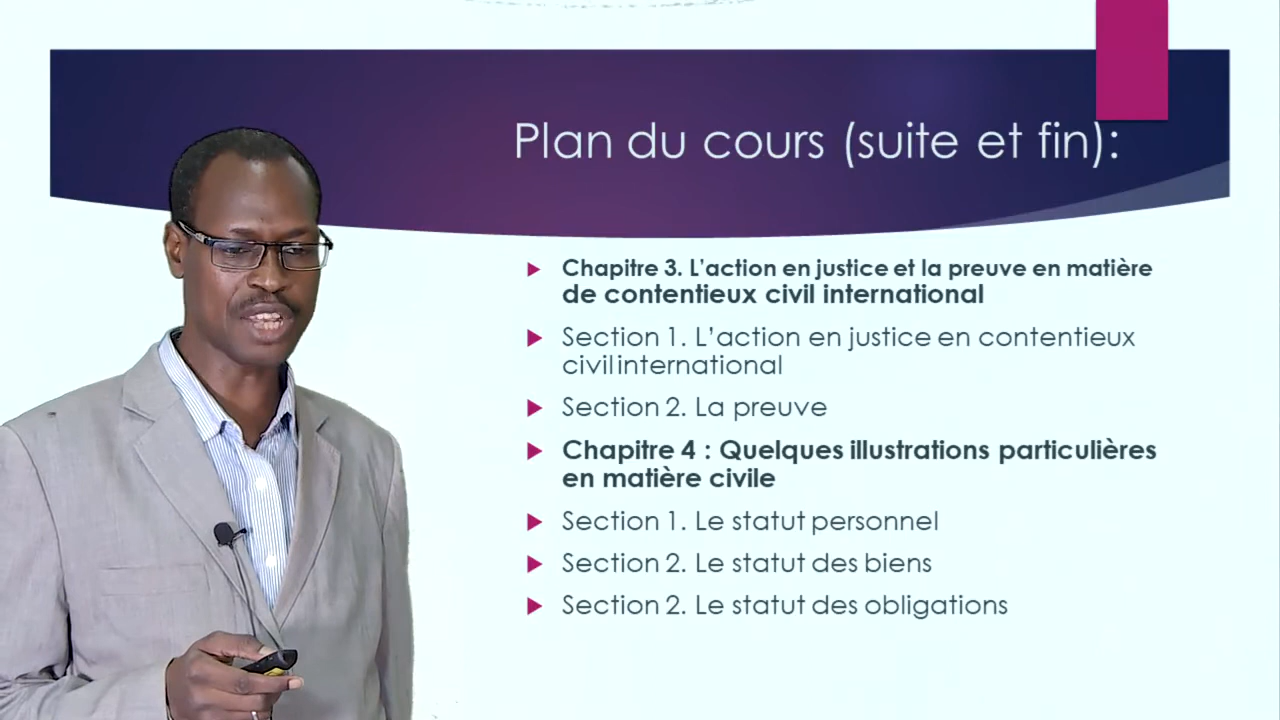 Plan du cours (suite et fin):
Chapitre 3. L'action en justice et la preuve en matière
de contentieux civil international
Section 1. L'action en justice en contentieux
civil international
Section 2. La preuve
Chapitre 4 : Quelques illustrations particulières
en matière civile
Section 1. Le statut personnel
Section 2. Le statut des biens
Section 2. Le statut des obligations